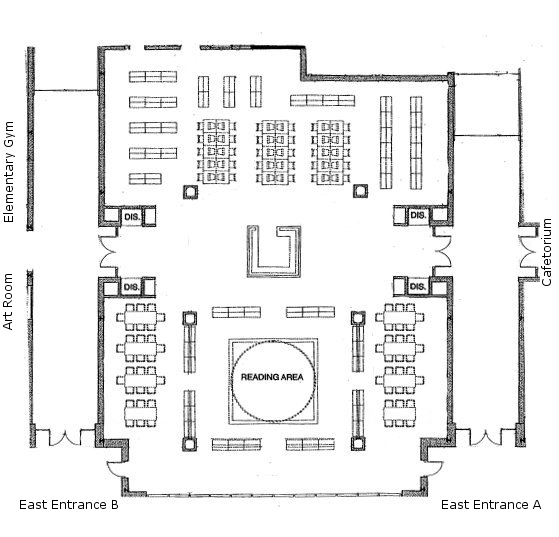 Elementary Gym
DIS.
DIS.
Cafetorium
Art Room
DIS.
DIS.
READING AREA
East Entrance B
East Entrance A